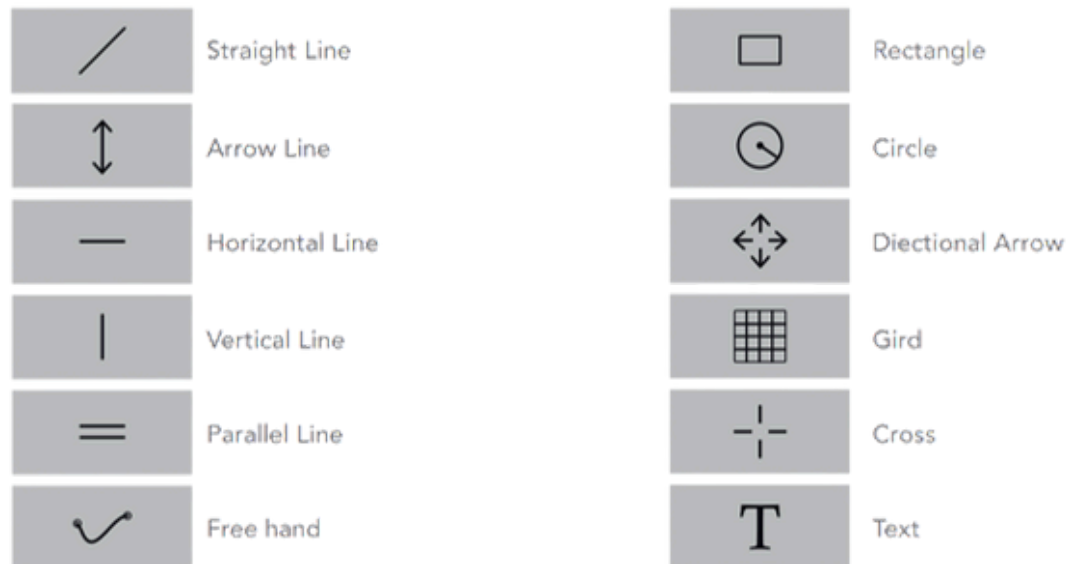 Straight Line
Arrow Line
Horizontal Line
Vertical Line
Parallel Line
Free hand
Rectangle
Circle
Diectional Arrow
Gird
Cross
T
Text